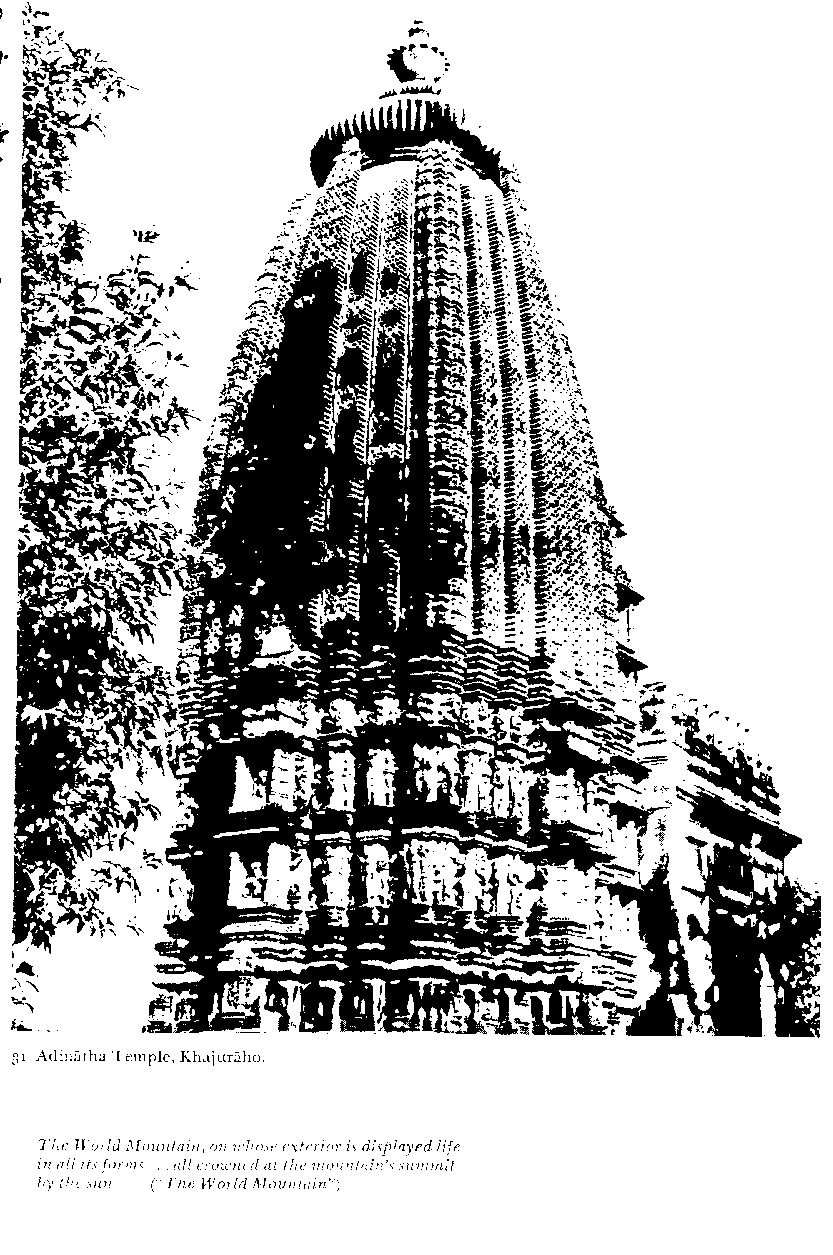 31 Adinātha Temple, Khajurāho.
The World Mountain, on whose exterior is displayed life
in all its forms . . . all crowned at the mountain's summit
by the sun ("The World Mountain")